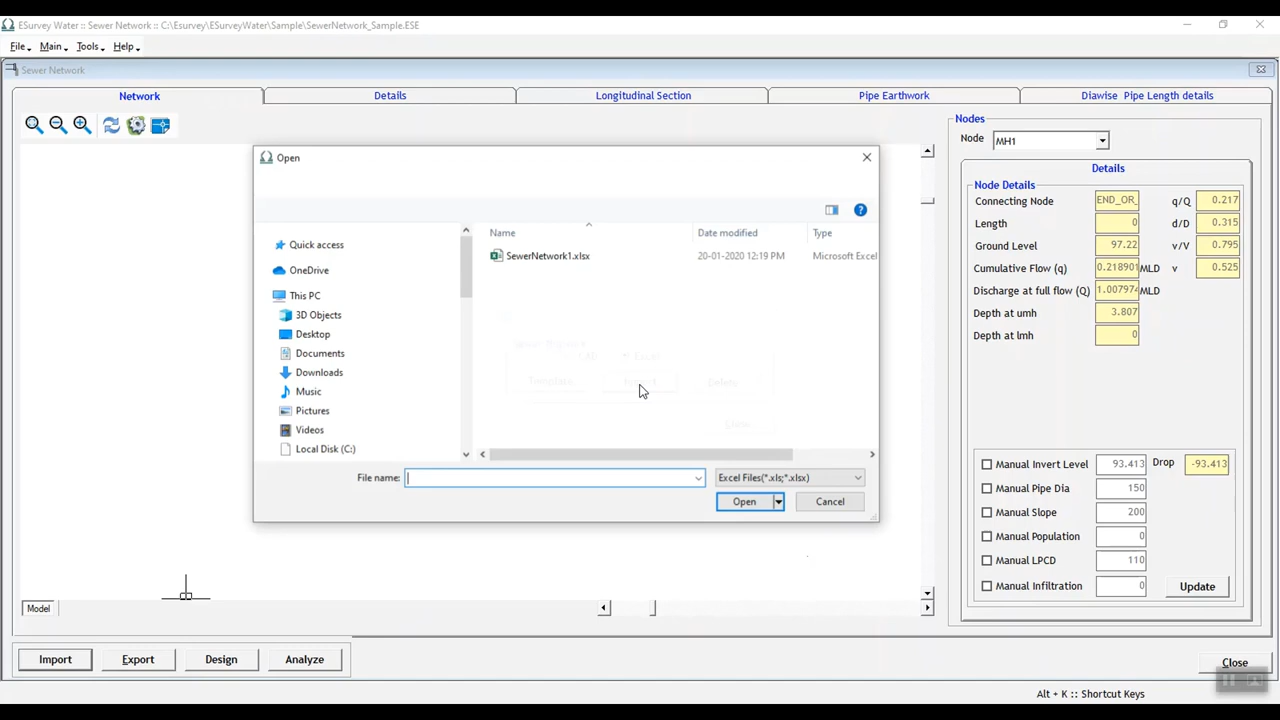 ESurvey Water :: Sewer Network :: C:\Esurvey\ESurveyWater\Sample\SewerNetwork_Sample.ESE
File Main Tools Help
Sewer Network
Network Details Longitudinal Section Pipe Earthwork Diawise Pipe Length details
Nodes
Node MH1
Details
Node Details
Connecting Node END_OR_ q/Q 0.217
Length 0 d/D 0.315
Ground Level 97.22 v/V 0.795
Cumulative Flow (q) 0.218901 MLD v 0.525
Discharge at full flow (Q) 1.007974 MLD
Depth at umh 3.807
Depth at lmh 0
Manual Invert Level 93.413 Drop -93.413
Manual Pipe Dia 150
Manual Slope 200
Manual Population 0
Manual LPCD 110
Manual Infiltration 0
Update
Open
Name Date modified Type
SewerNetwork1.xlsx 20-01-2020 12:19 PM Microsoft Excel
Quick access
OneDrive
This PC
3D Objects
Desktop
Documents
Downloads
Music
Pictures
Videos
Local Disk (C:)
CAD Excel
Template Import Delete
Close
File name: Excel Files(*.xls;*.xlsx)
Open Cancel
Model
Import Export Design Analyze Close
Alt + K :: Shortcut Keys